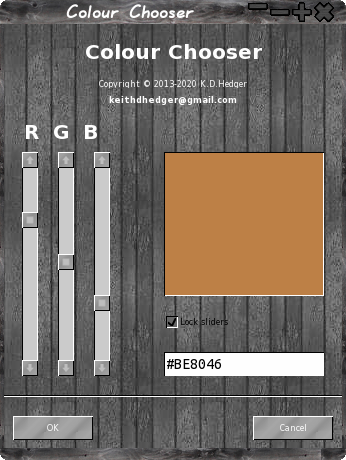 Colour Chooser
Colour Chooser
Copyright © 2013-2020 K.D.Hedger
keithdhedger@gmail.com
R G B
Lock sliders
#BE8046
OK Cancel